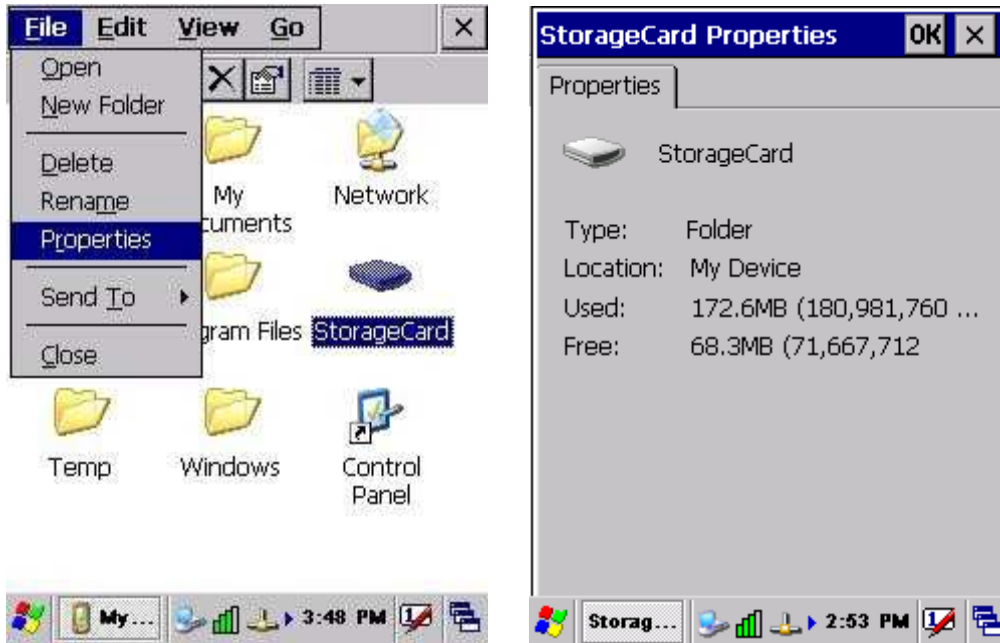 File Edit View Go
Open
New Folder
Delete
Rename
Properties
Send To
Close
My
cuments
Network
gram Files
StorageCard
Temp
Windows
Control
Panel
My...
3:48 PM
StorageCard Properties OK
Properties
StorageCard
Type: Folder
Location: My Device
Used: 172.6MB (180,981,760 ...
Free: 68.3MB (71,667,712
Storag...
2:53 PM